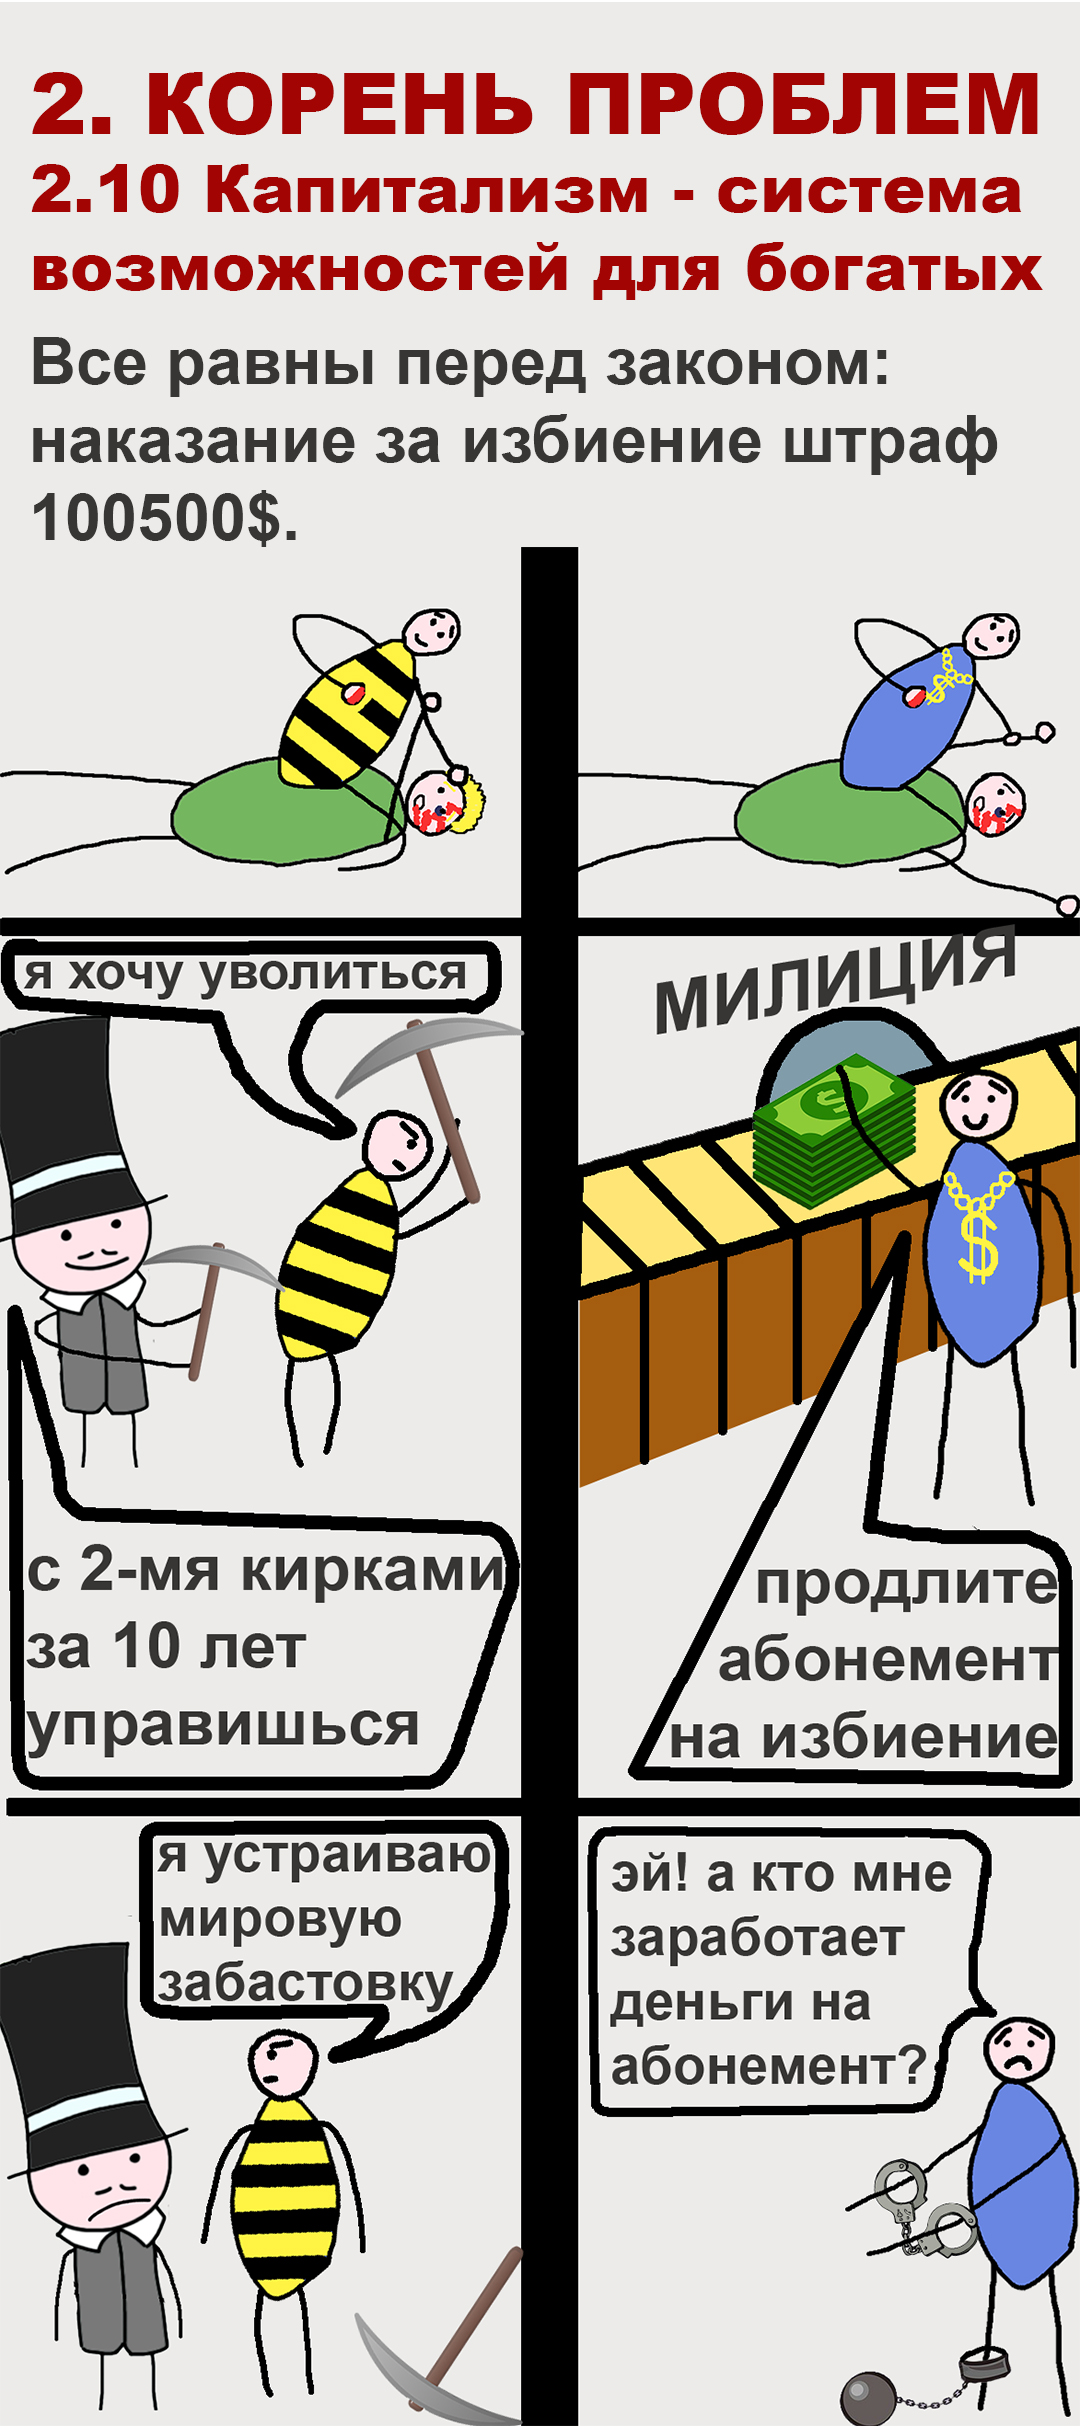 2. КОРЕНЬ ПРОБЛЕМ
2.10 Капитализм - система
возможностей для богатых
Все равны перед законом:
наказание за избиение штраф
100500$.
я хочу уволиться
с 2-мя кирками
за 10 лет
управишься
МИЛИЦИЯ
$
$
продлите
абонемент
на избиение
я устраиваю
мировую
забастовку
эй! а кто мне
заработает
деньги на
абонемент?